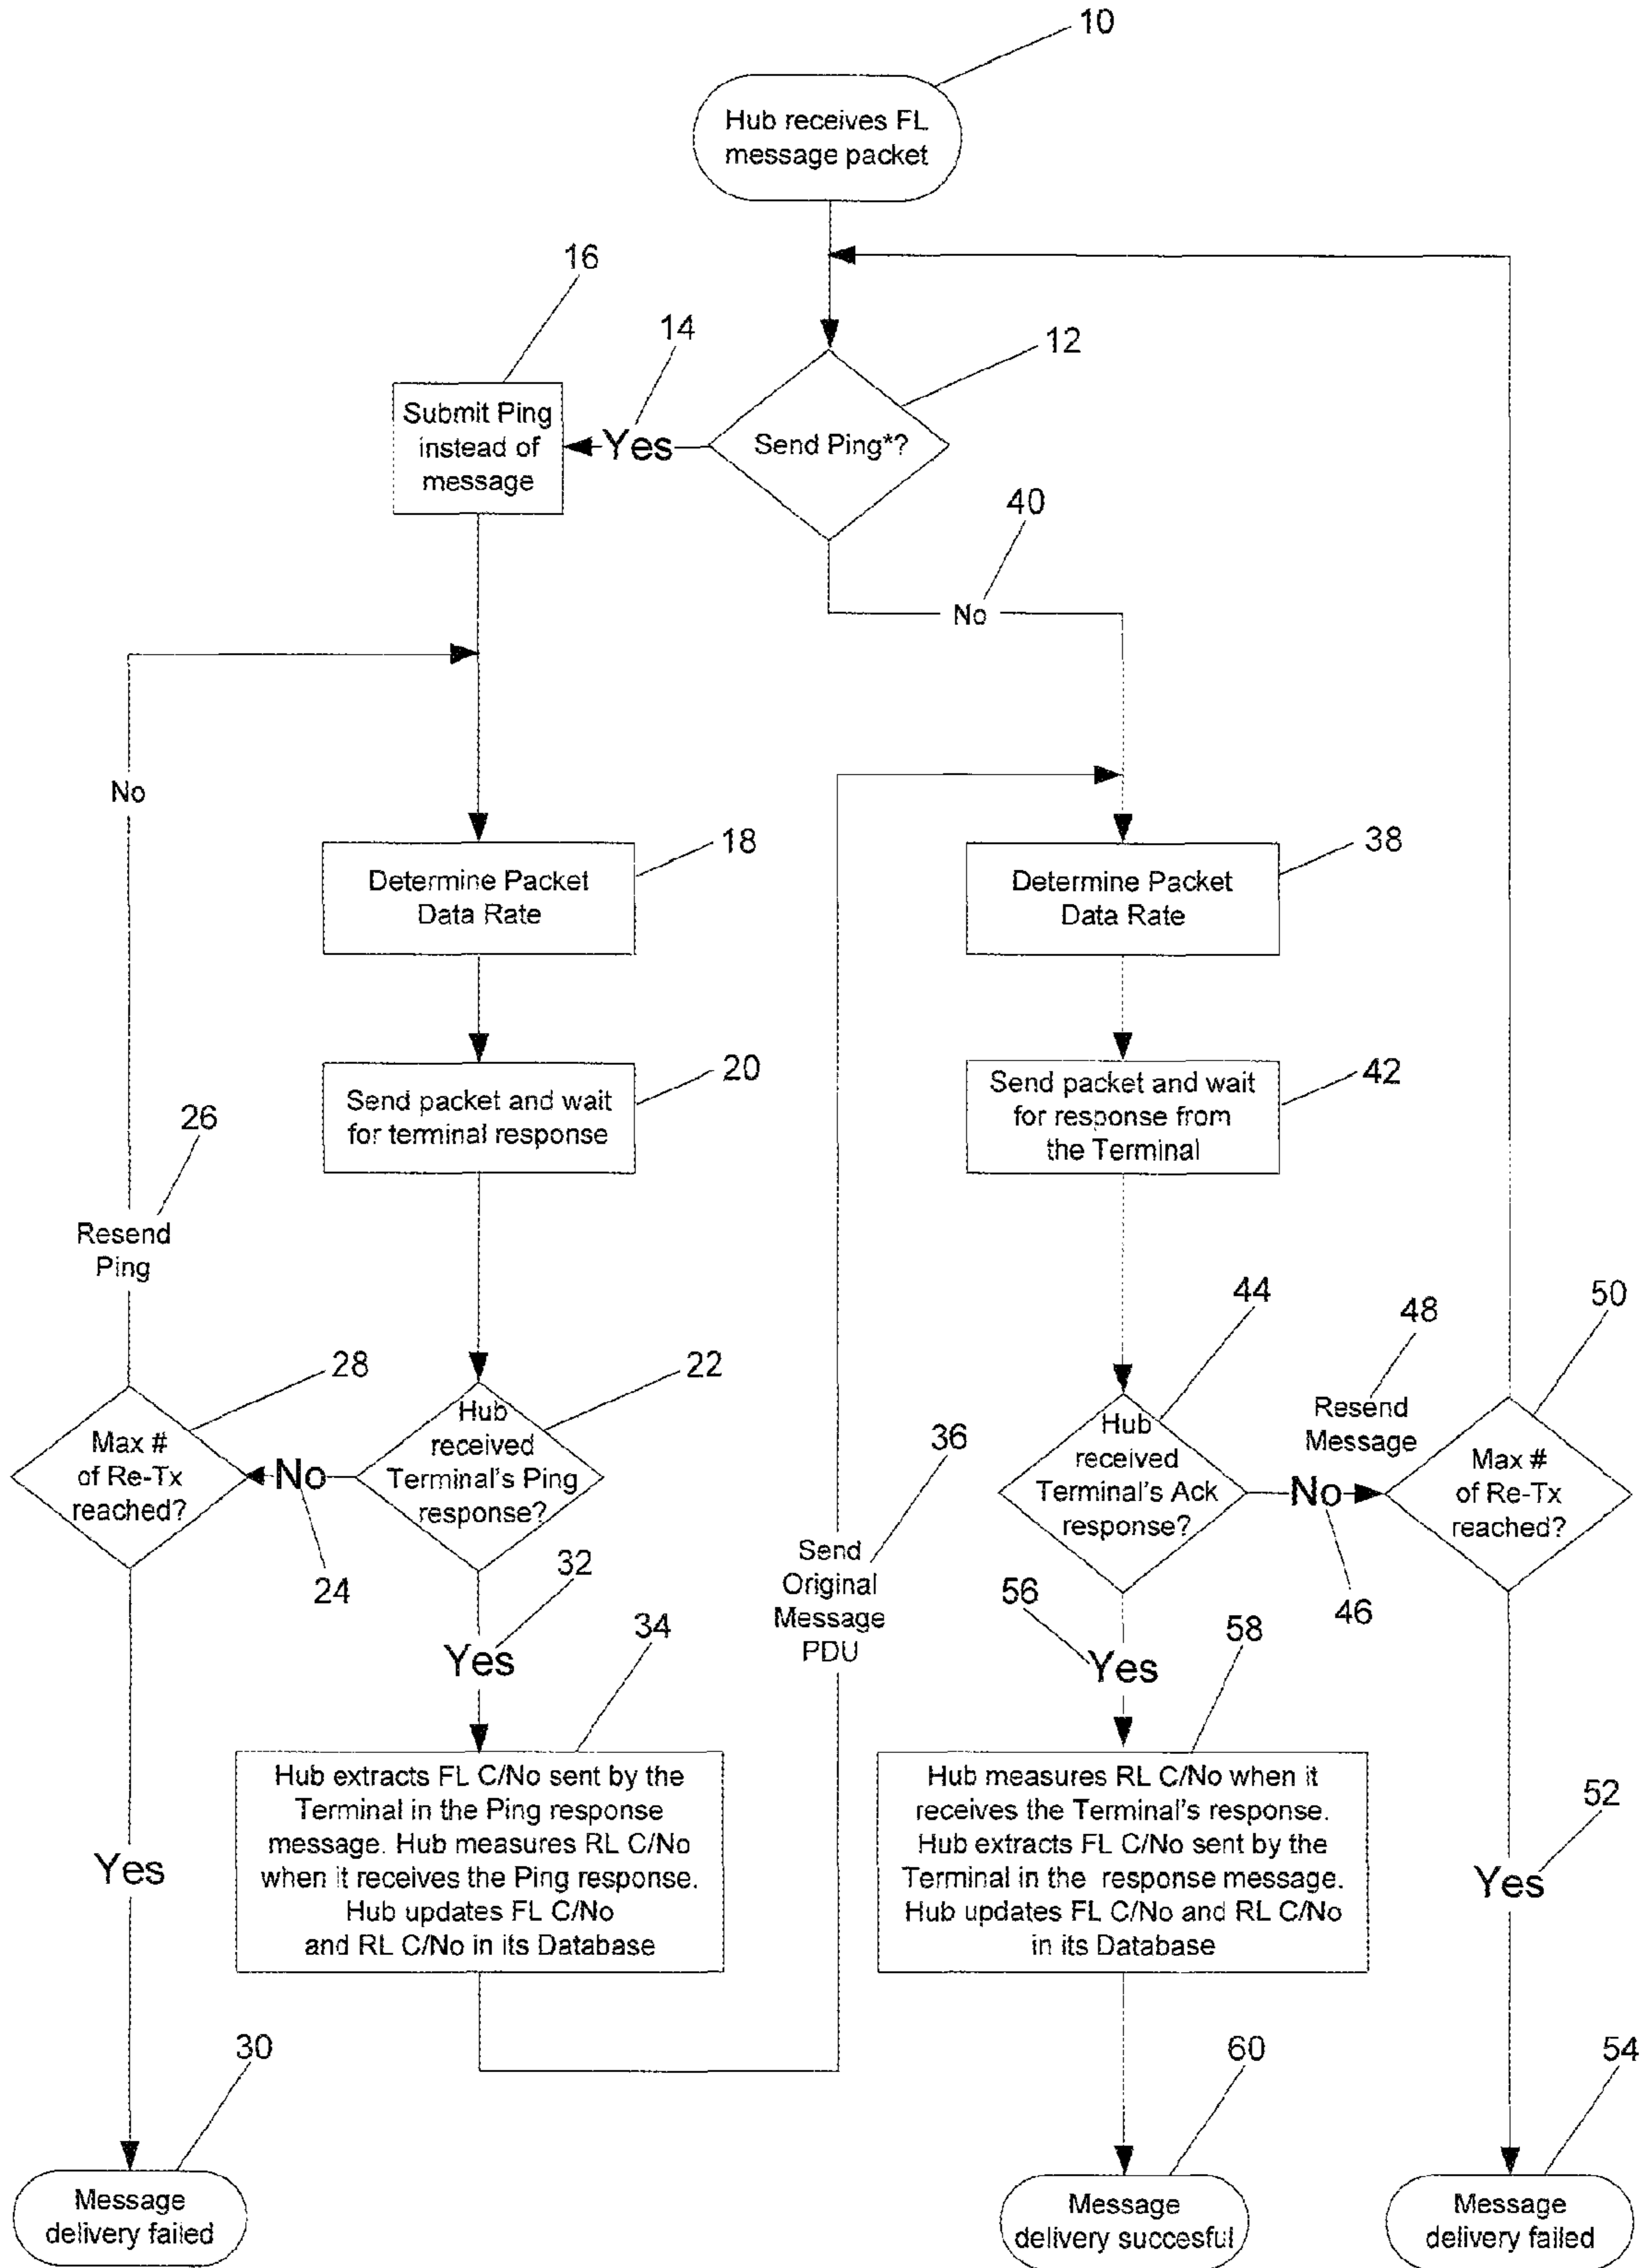 10
Hub receives FL
message packet
16
14
12
Submit Ping
instead of
message
Yes
Send Ping*?
40
No
No
18
38
Determine Packet
Data Rate
Determine Packet
Data Rate
20
42
Send packet and wait
for terminal response
Send packet and wait
for response from
the Terminal
26
Resend
Ping
28
22
44
48
50
Max #
of Re-Tx
reached?
No
Hub
received
Terminal's Ping
response?
36
Hub
received
Terminal's Ack
response?
Resend
Message
No
Max #
of Re-Tx
reached?
24
32
Send
Original
Message
PDU
56
46
34
58
Yes
Yes
Hub extracts FL C/No sent by the
Terminal in the Ping response
message. Hub measures RL C/No
when it receives the Ping response.
Hub updates FL C/No
and RL C/No in its Database
Hub measures RL C/No when it
receives the Terminal's response.
Hub extracts FL C/No sent by the
Terminal in the response message.
Hub updates FL C/No and RL C/No
in its Database
52
Yes
Yes
30
60
54
Message
delivery failed
Message
delivery succesful
Message
delivery failed